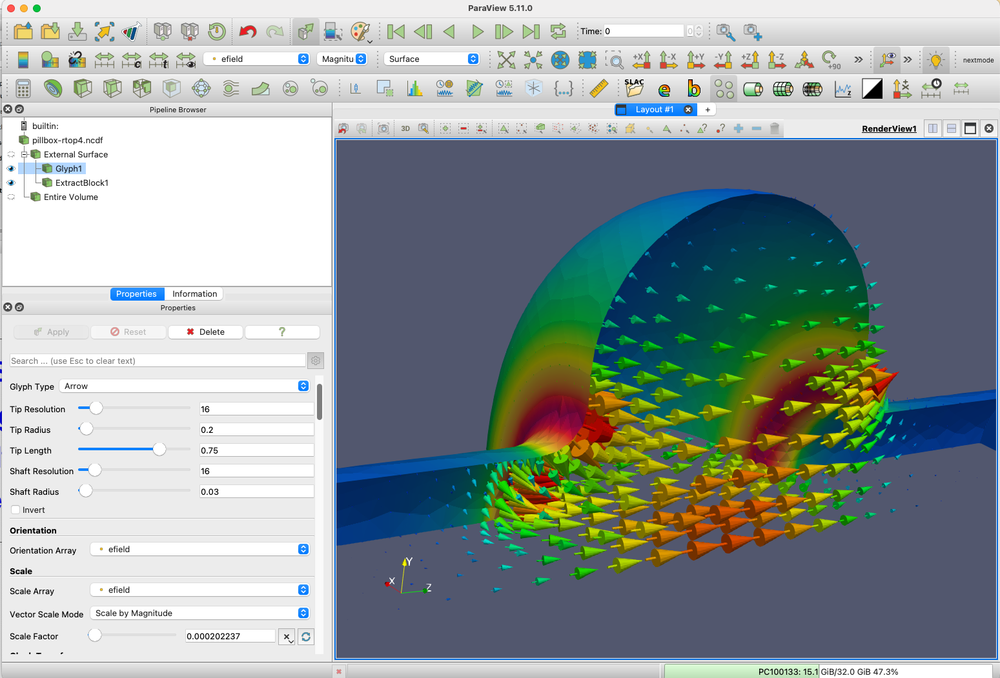 ParaView 5.11.0
Time: 0
0
efield
Magnitu
Surface
+X
-X
+Y
-Y
+Z
-Z
+90
»
»
nextmode
c
t
SLAC
e
b
z
Pipeline Browser
builtin:
pillbox-rtop4.ncdf
External Surface
Glyph1
ExtractBlock1
Entire Volume
Layout #1
+
3D
RenderView1
Properties
Information
Properties
Apply
Reset
Delete
?
Search ... (use Esc to clear text)
Glyph Type
Arrow
Tip Resolution
16
Tip Radius
0.2
Tip Length
0.75
Shaft Resolution
16
Shaft Radius
0.03
Invert
Orientation
Orientation Array
efield
Scale
Scale Array
efield
Vector Scale Mode
Scale by Magnitude
Scale Factor
0.000202237
Y
X
Z
PC100133: 15.1 GiB/32.0 GiB 47.3%